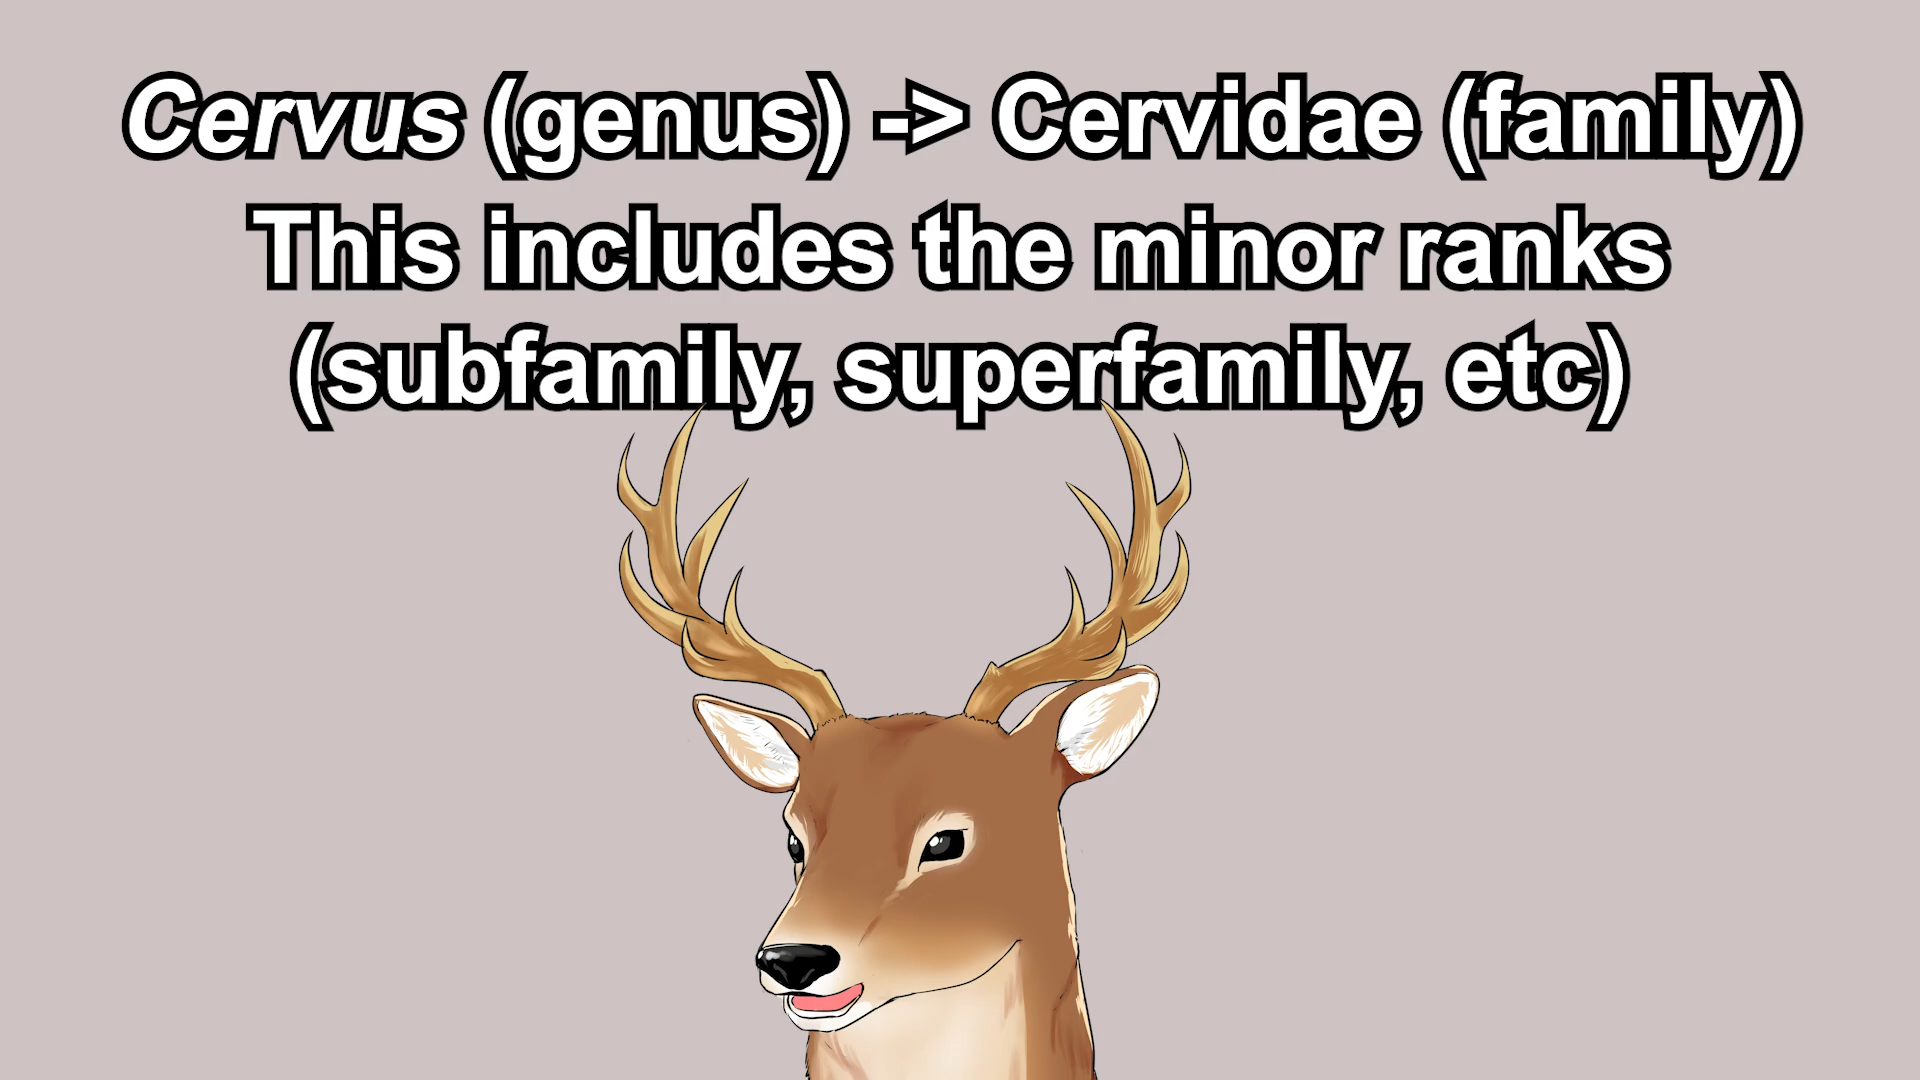 Cervus (genus) -> Cervidae (family)
This includes the minor ranks
(subfamily, superfamily, etc)